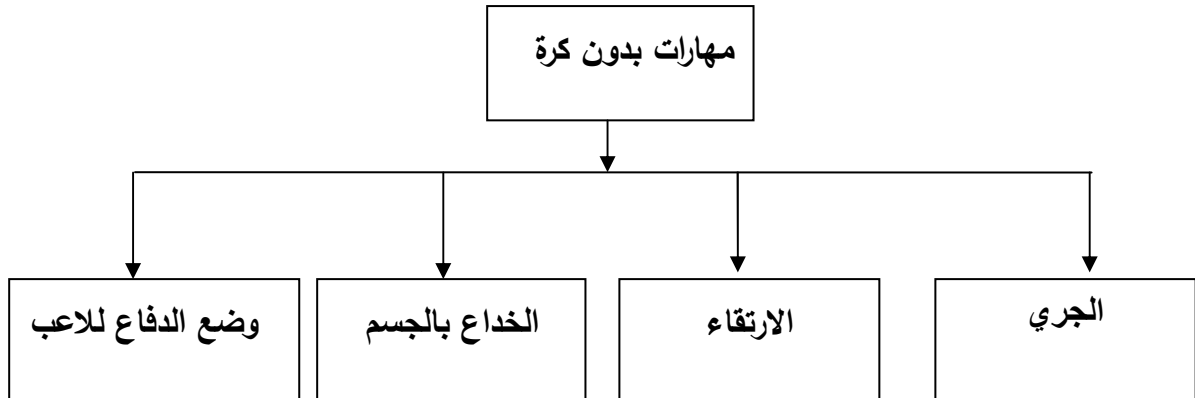 مهارات بدون كرة
الجري
الارتقاء
الخداع بالجسم
وضع الدفاع للاعب